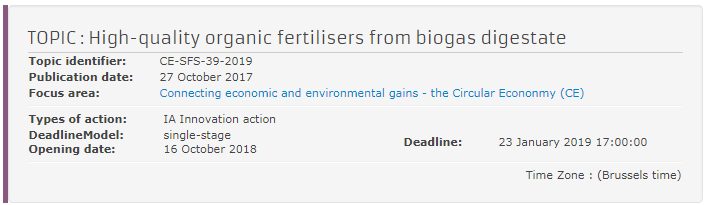 TOPIC : High-quality organic fertilisers from biogas digestate
Topic identifier: CE-SFS-39-2019
Publication date: 27 October 2017
Focus area: Connecting economic and environmental gains - the Circular Econonmy (CE)
Types of action: IA Innovation action
DeadlineModel: single-stage
Opening date: 16 October 2018
Deadline: 23 January 2019 17:00:00
Time Zone : (Brussels time)